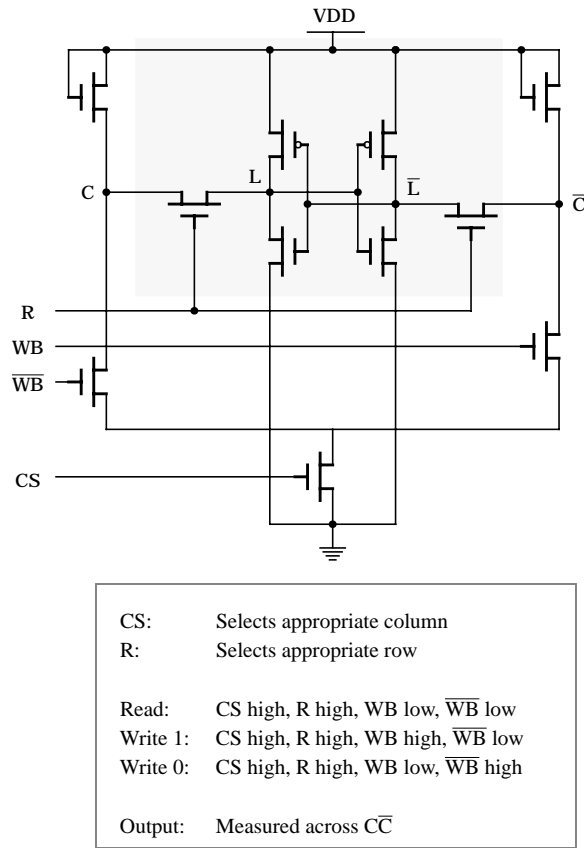 VDD
L
L̅
C
C̅
R
WB
W̅B̅
CS
CS: Selects appropriate column
R: Selects appropriate row
Read: CS high, R high, WB low, W̅B̅ low
Write 1: CS high, R high, WB high, W̅B̅ low
Write 0: CS high, R high, WB low, W̅B̅ high
Output: Measured across CC̅